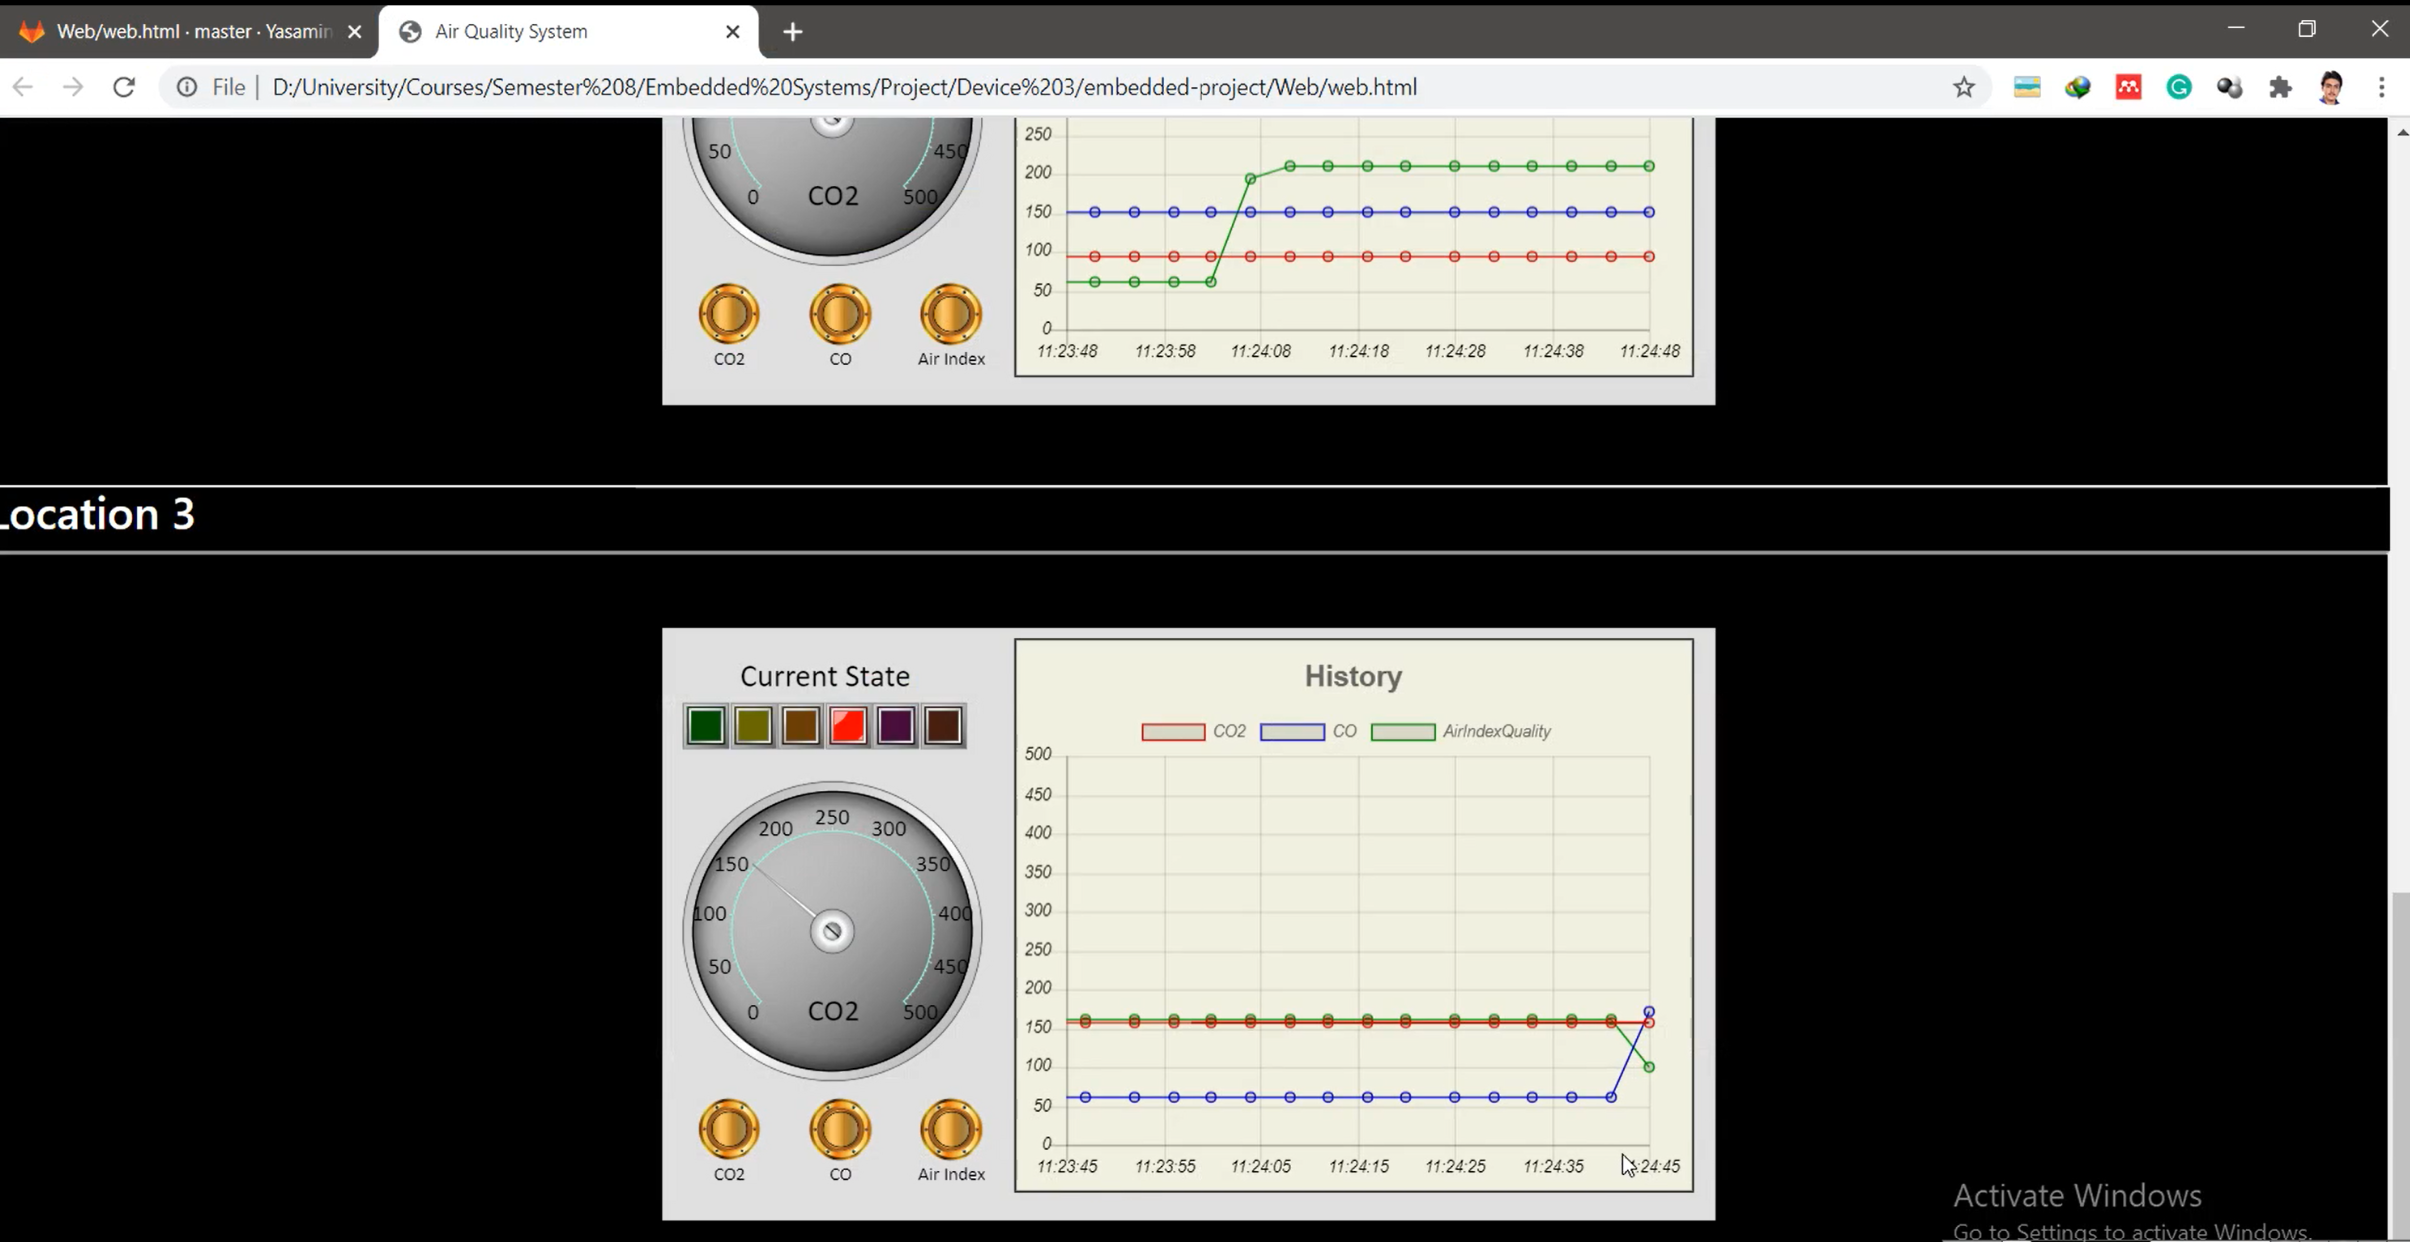 Web/web.html · master · Yasamin
Air Quality System
File
D:/University/Courses/Semester%208/Embedded%20Systems/Project/Device%203/embedded-project/Web/web.html
50
450
0
CO2
500
CO2
CO
Air Index
250
200
150
100
50
0
11:23:48 11:23:58 11:24:08 11:24:18 11:24:28 11:24:38 11:24:48
Location 3
Current State
250
200 300
150 350
100 400
50 450
0 CO2 500
CO2 CO Air Index
History
CO2 CO AirIndexQuality
500
450
400
350
300
250
200
150
100
50
0
11:23:45 11:23:55 11:24:05 11:24:15 11:24:25 11:24:35 :24:45
Activate Windows
Go to Settings to activate Windows.